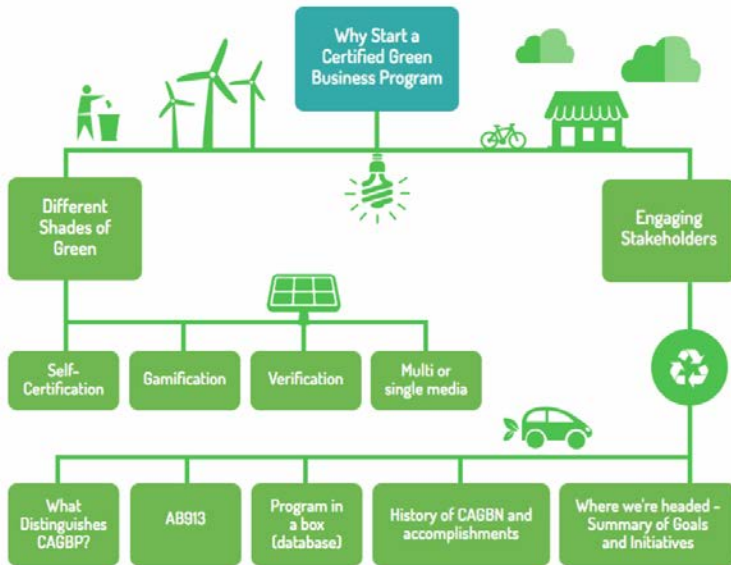 Why Start a
Certified Green
Business Program
Different
Shades of
Green
Engaging
Stakeholders
Self-
Certification
Gamification
Verification
Multi or
single media
What
Distinguishes
CAGBP?
AB913
Program in
a box
(database)
History of CAGBN and
accomplishments
Where we're headed -
Summary of Goals
and Initiatives